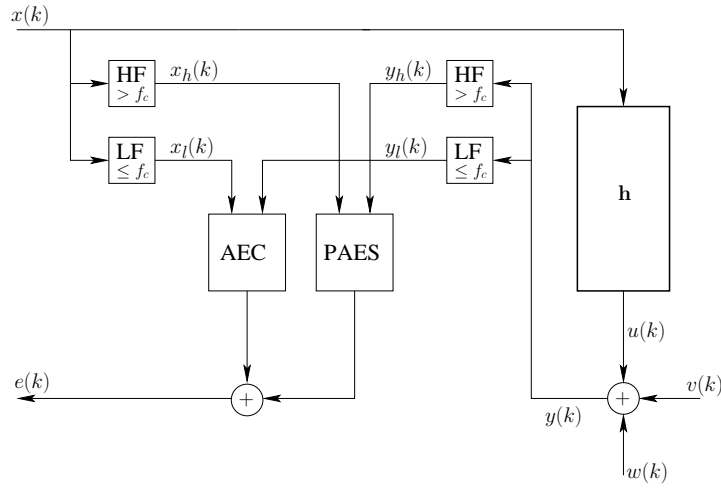 x(k)
HF
> f_c
x_h(k)
y_h(k)
HF
> f_c
LF
≤ f_c
x_l(k)
y_l(k)
LF
≤ f_c
h
AEC
PAES
u(k)
e(k)
+
+
v(k)
y(k)
w(k)